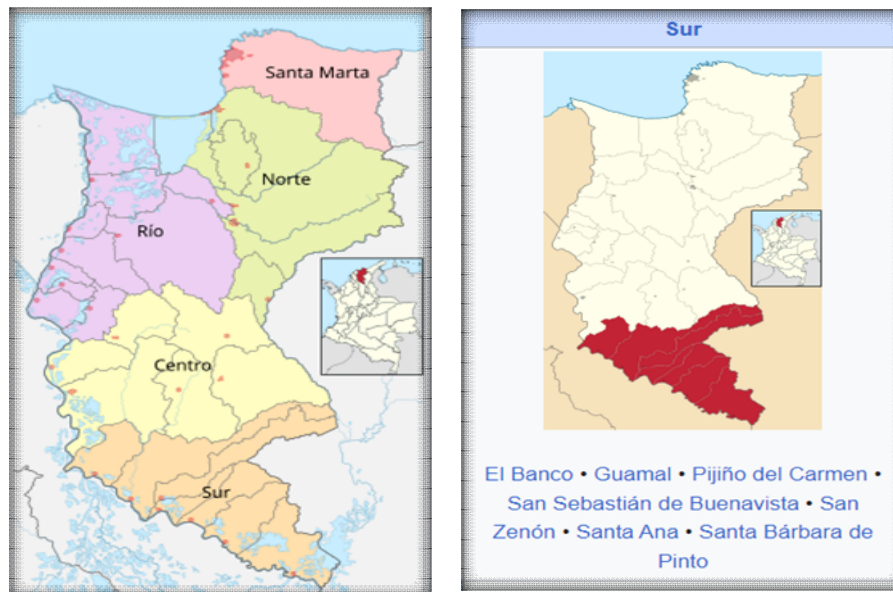 Santa Marta
Norte
Río
Centro
Sur
Sur
El Banco • Guamal • Pijiño del Carmen •
San Sebastián de Buenavista • San
Zenón • Santa Ana • Santa Bárbara de
Pinto